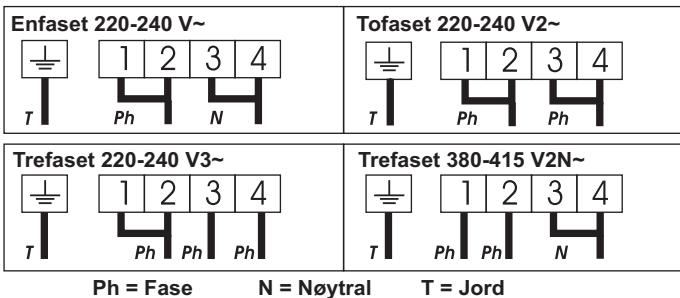 Enfaset 220-240 V~
1 2 3 4
T Ph N
Tofaset 220-240 V2~
1 2 3 4
T Ph Ph
Trefaset 220-240 V3~
1 2 3 4
T Ph Ph Ph
Trefaset 380-415 V2N~
1 2 3 4
T Ph Ph N
Ph = Fase N = Nøytral T = Jord